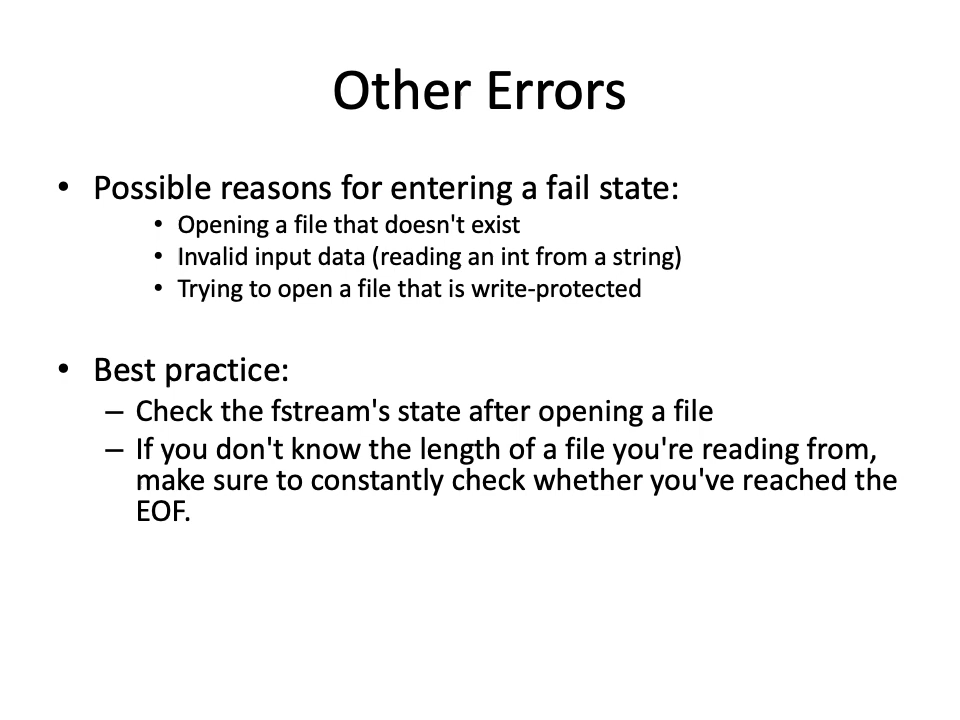 Other Errors
• Possible reasons for entering a fail state:
• Opening a file that doesn't exist
• Invalid input data (reading an int from a string)
• Trying to open a file that is write-protected
• Best practice:
– Check the fstream's state after opening a file
– If you don't know the length of a file you're reading from,
make sure to constantly check whether you've reached the
EOF.